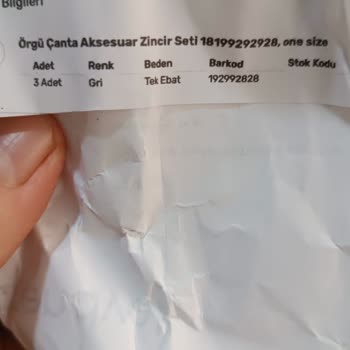 Bilgileri
Örgü Çanta Aksesuar Zincir Seti 18199292928, one size
Adet Renk Beden Barkod Stok Kodu
3 Adet Gri Tek Ebat 192992828